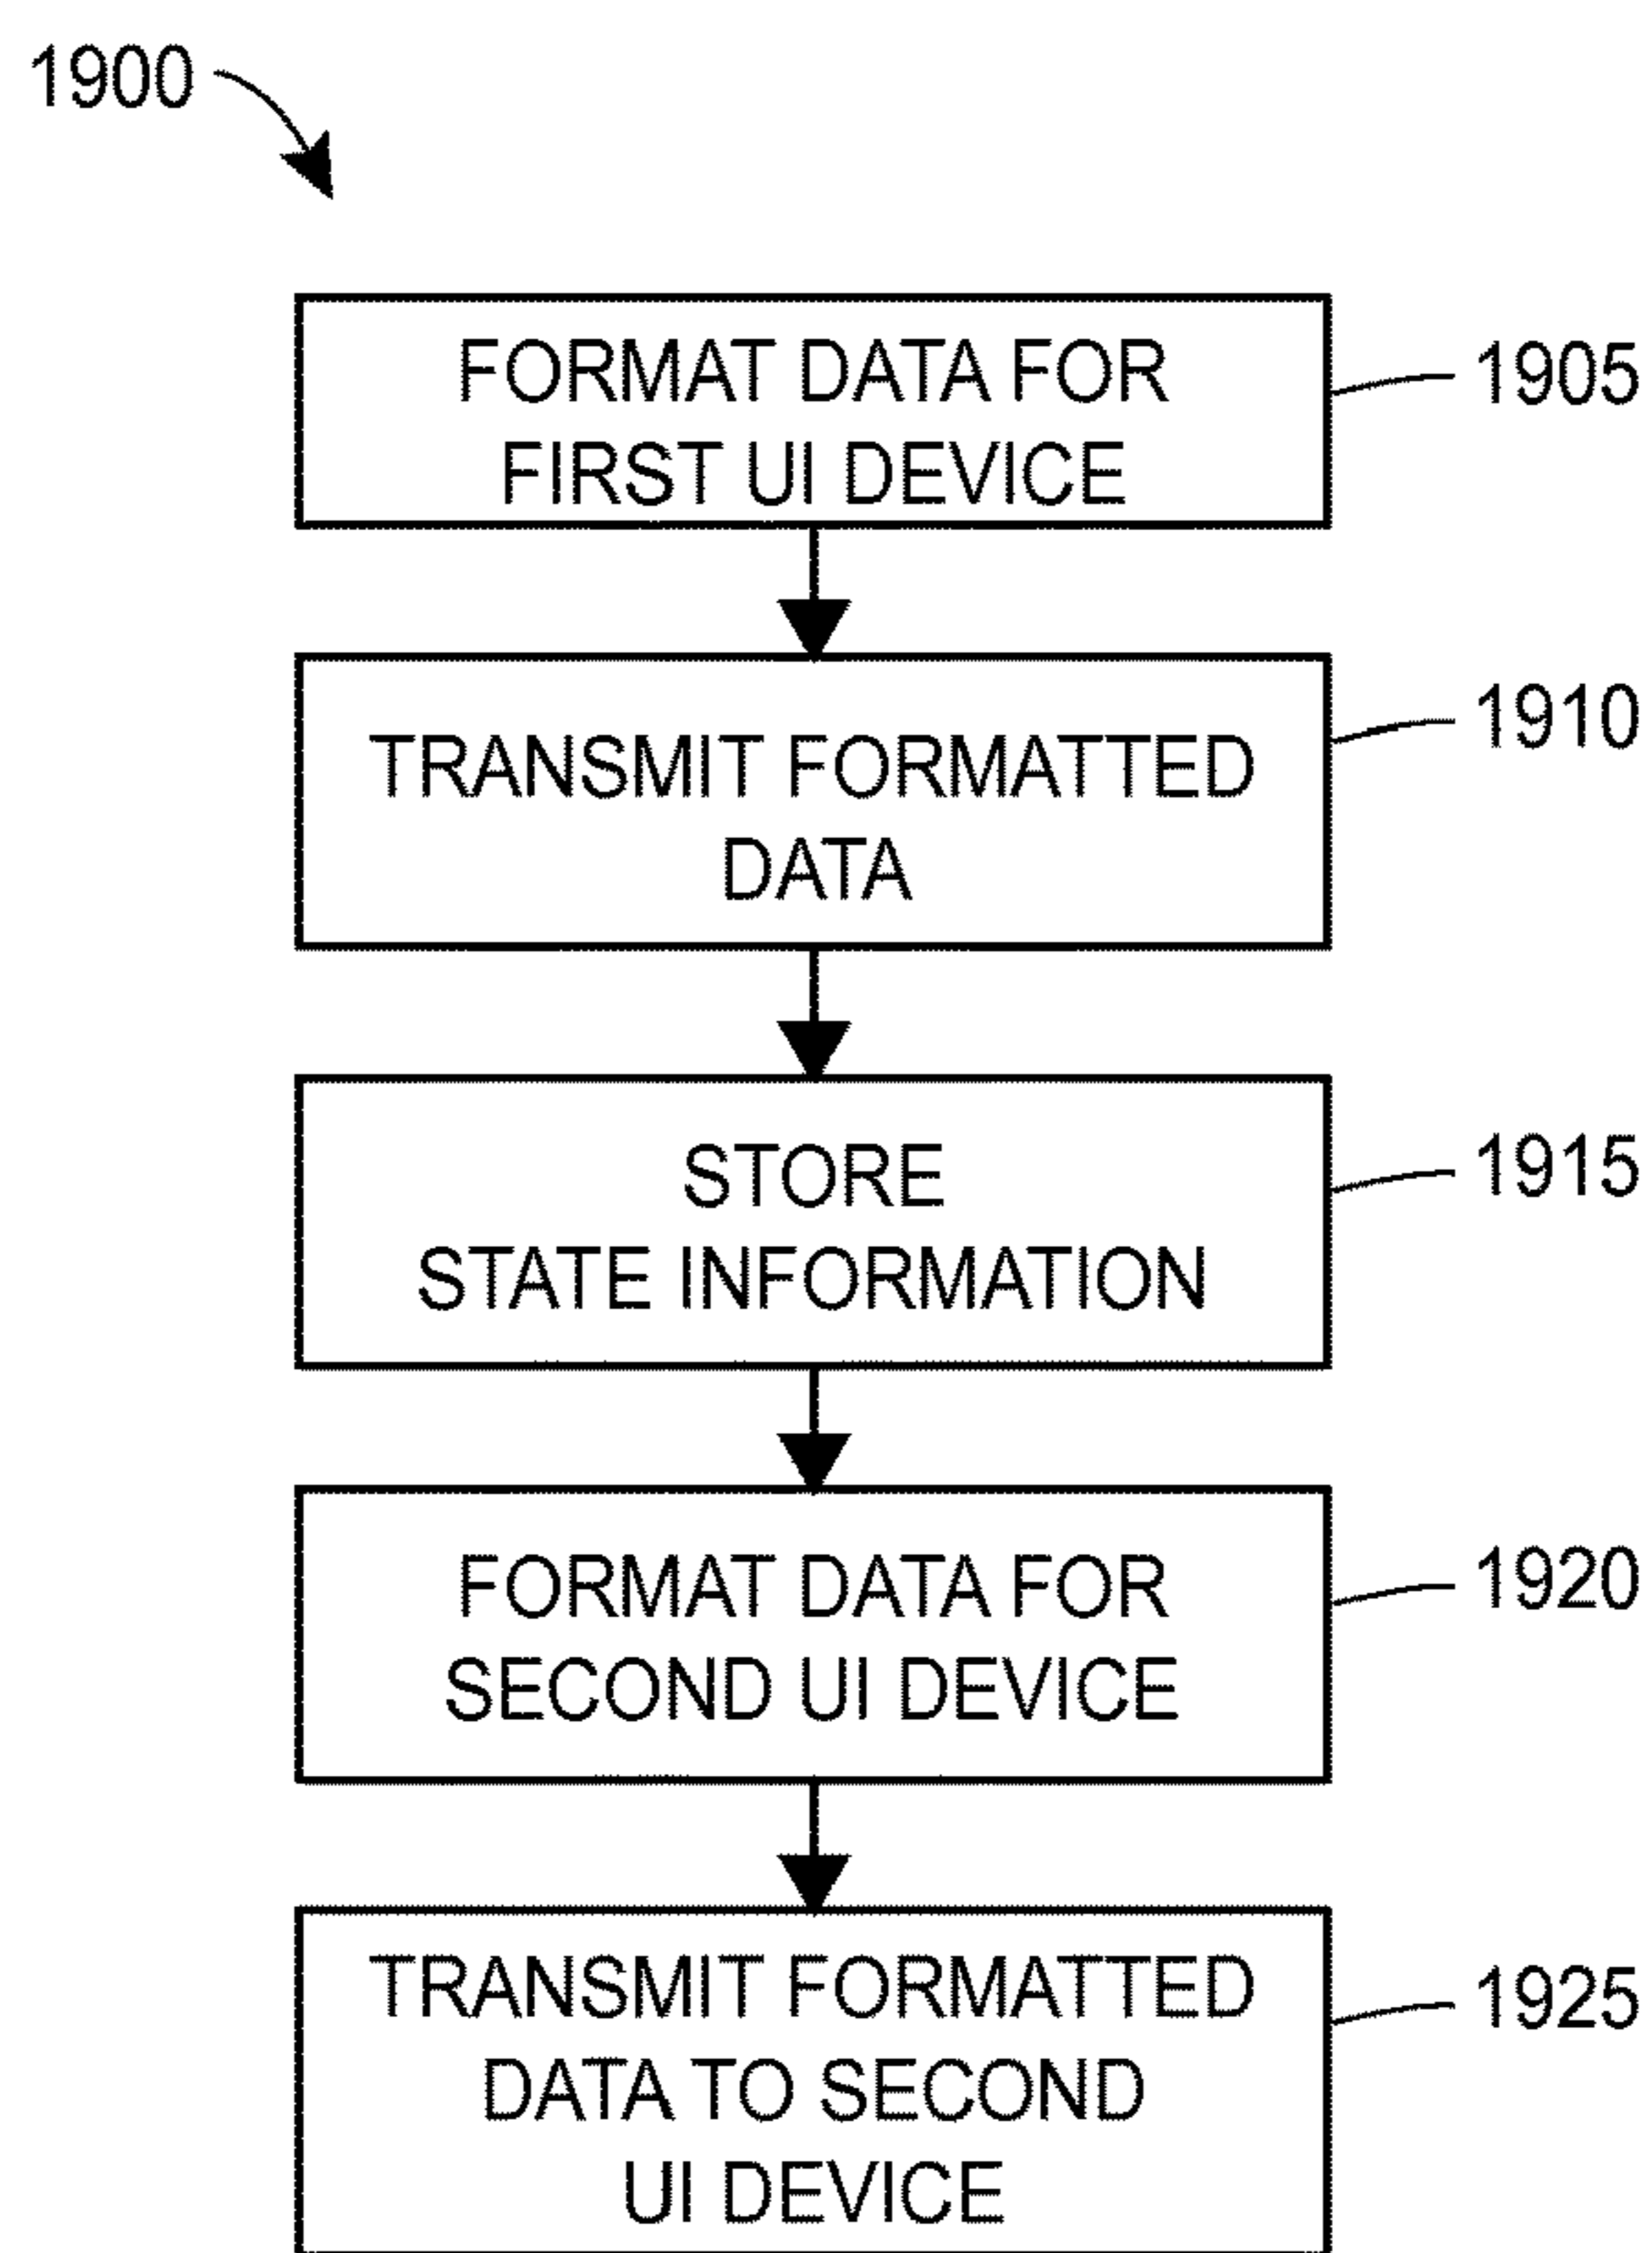 1900
FORMAT DATA FOR
FIRST UI DEVICE
1905
TRANSMIT FORMATTED
DATA
1910
STORE
STATE INFORMATION
1915
FORMAT DATA FOR
SECOND UI DEVICE
1920
TRANSMIT FORMATTED
DATA TO SECOND
UI DEVICE
1925